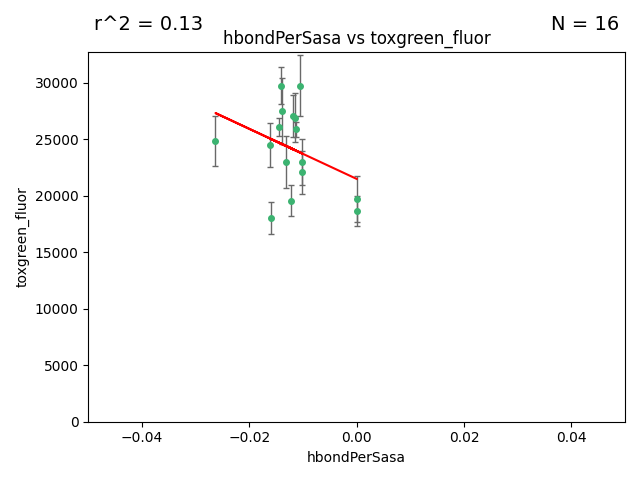 r^2 = 0.13
N = 16
hbondPerSasa vs toxgreen_fluor
30000
25000
20000
15000
10000
5000
0
toxgreen_fluor
−0.04
−0.02
0.00
0.02
0.04
hbondPerSasa